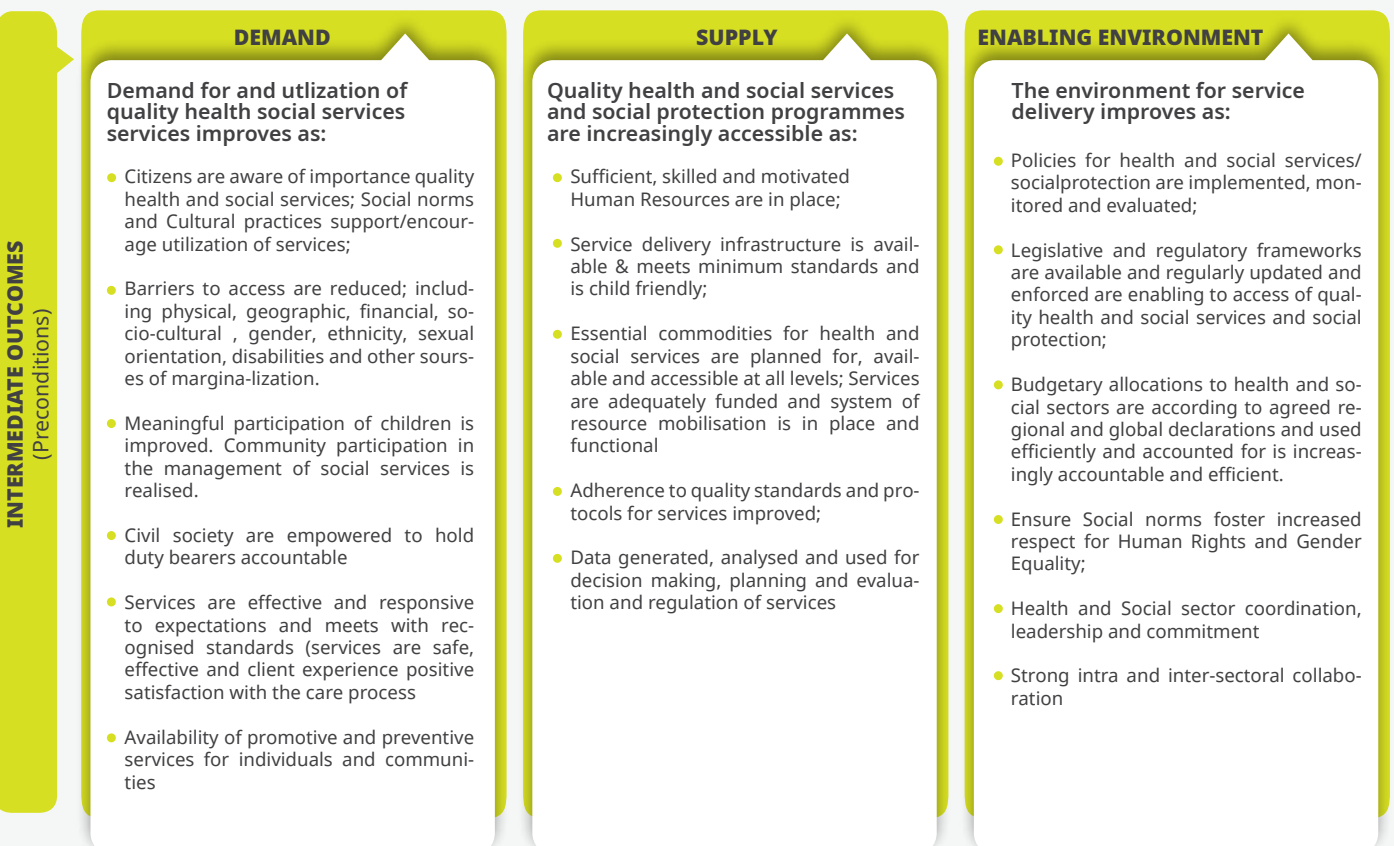 INTERMEDIATE OUTCOMES
(Preconditions)
DEMAND
Demand for and utlization of
quality health social services
services improves as:
Citizens are aware of importance quality
health and social services; Social norms
and Cultural practices support/encour-
age utilization of services;
Barriers to access are reduced; includ-
ing physical, geographic, financial, so-
cio-cultural , gender, ethnicity, sexual
orientation, disabilities and other sours-
es of margina-lization.
Meaningful participation of children is
improved. Community participation in
the management of social services is
realised.
Civil society are empowered to hold
duty bearers accountable
Services are effective and responsive
to expectations and meets with rec-
ognised standards (services are safe,
effective and client experience positive
satisfaction with the care process
Availability of promotive and preventive
services for individuals and communi-
ties
SUPPLY
Quality health and social services
and social protection programmes
are increasingly accessible as:
Sufficient, skilled and motivated
Human Resources are in place;
Service delivery infrastructure is avail-
able & meets minimum standards and
is child friendly;
Essential commodities for health and
social services are planned for, avail-
able and accessible at all levels; Services
are adequately funded and system of
resource mobilisation is in place and
functional
Adherence to quality standards and pro-
tocols for services improved;
Data generated, analysed and used for
decision making, planning and evalua-
tion and regulation of services
ENABLING ENVIRONMENT
The environment for service
delivery improves as:
Policies for health and social services/
socialprotection are implemented, mon-
itored and evaluated;
Legislative and regulatory frameworks
are available and regularly updated and
enforced are enabling to access of qual-
ity health and social services and social
protection;
Budgetary allocations to health and so-
cial sectors are according to agreed re-
gional and global declarations and used
efficiently and accounted for is increas-
ingly accountable and efficient.
Ensure Social norms foster increased
respect for Human Rights and Gender
Equality;
Health and Social sector coordination,
leadership and commitment
Strong intra and inter-sectoral collabo-
ration